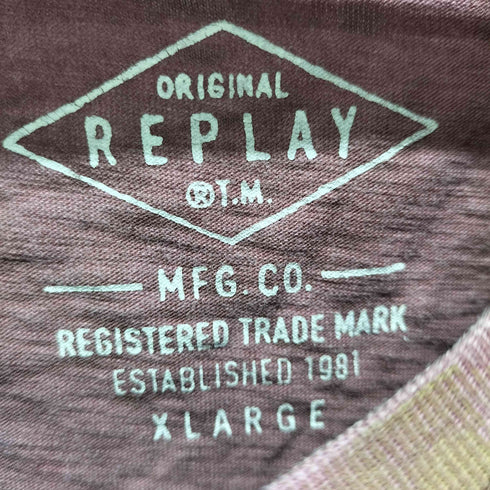 ORIGINAL
REPLAY
® T.M.
MFG. CO.
REGISTERED TRADE MARK
ESTABLISHED 1981
XLARGE